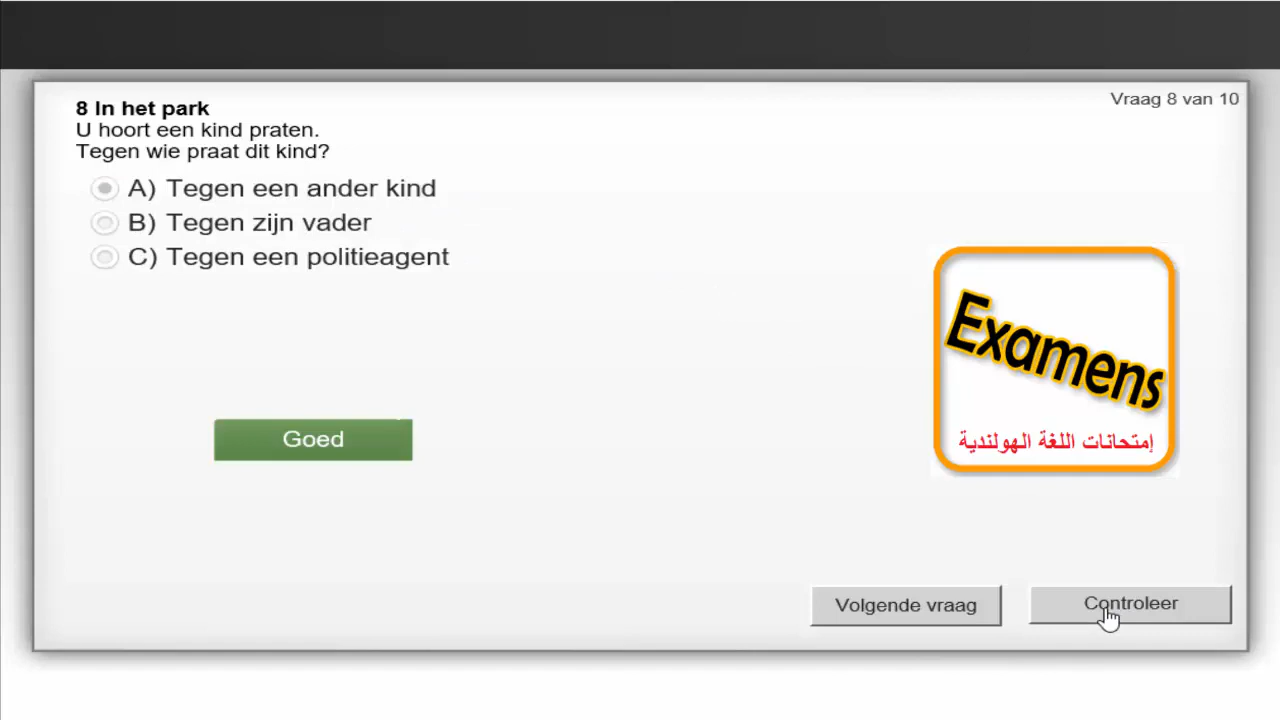 8 In het park
Vraag 8 van 10
U hoort een kind praten.
Tegen wie praat dit kind?
A) Tegen een ander kind
B) Tegen zijn vader
C) Tegen een politieagent
Examens
إمتحانات اللغة الهولندية
Goed
Volgende vraag
Controleer